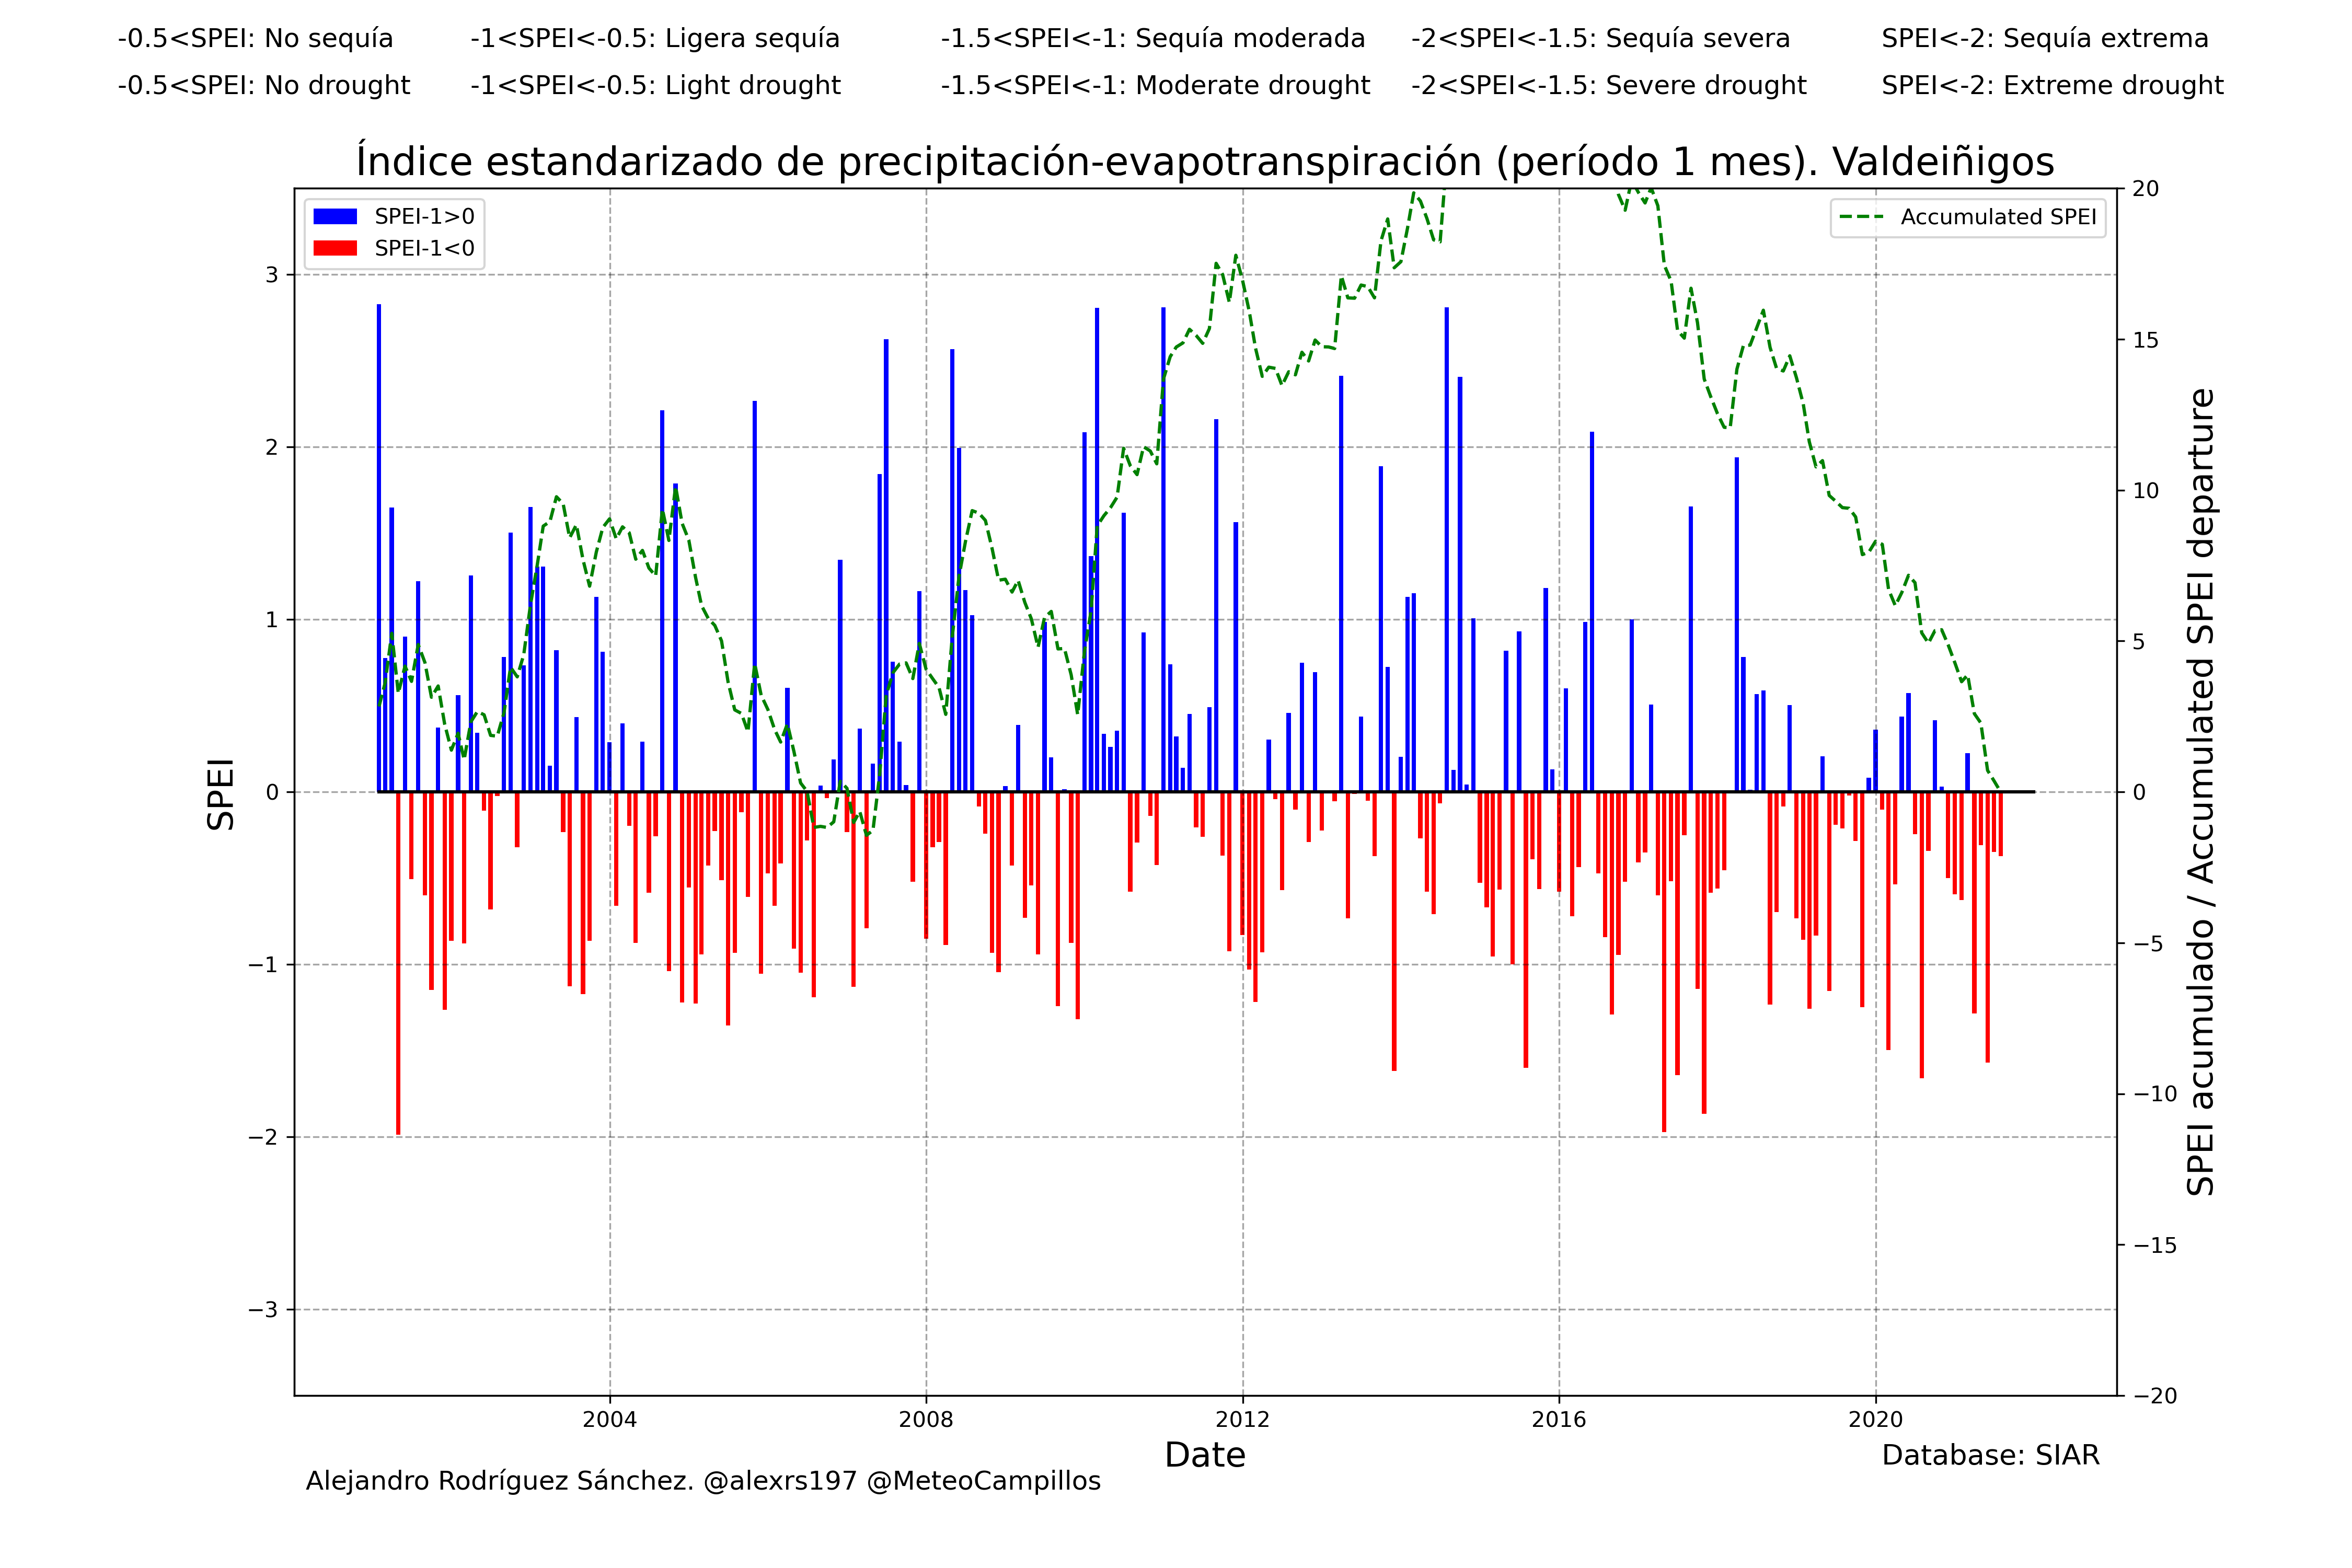 -0.5<SPEI: No sequía -1<SPEI<-0.5: Ligera sequía -1.5<SPEI<-1: Sequía moderada -2<SPEI<-1.5: Sequía severa SPEI<-2: Sequía extrema
-0.5<SPEI: No drought -1<SPEI<-0.5: Light drought -1.5<SPEI<-1: Moderate drought -2<SPEI<-1.5: Severe drought SPEI<-2: Extreme drought
Índice estandarizado de precipitación-evapotranspiración (período 1 mes). Valdeiñigos
SPEI-1>0
SPEI-1<0
Accumulated SPEI
SPEI
3
2
1
0
−1
−2
−3
20
15
10
5
0
−5
−10
−15
−20
SPEI acumulado / Accumulated SPEI departure
2004 2008 2012 2016 2020
Date
Database: SIAR
Alejandro Rodríguez Sánchez. @alexrs197 @MeteoCampillos